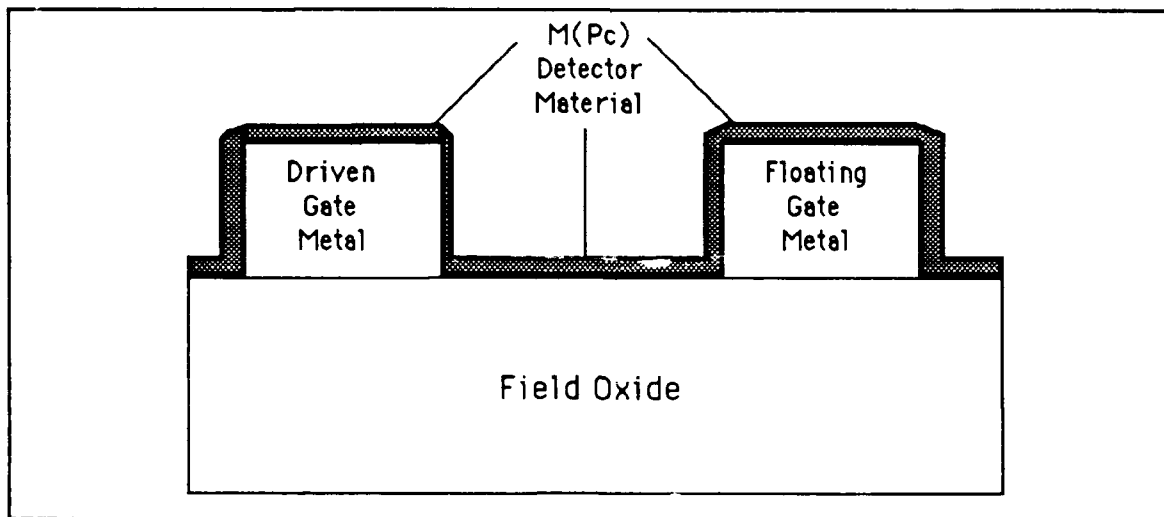 M(Pc)
Detector
Material
Driven
Gate
Metal
Floating
Gate
Metal
Field Oxide